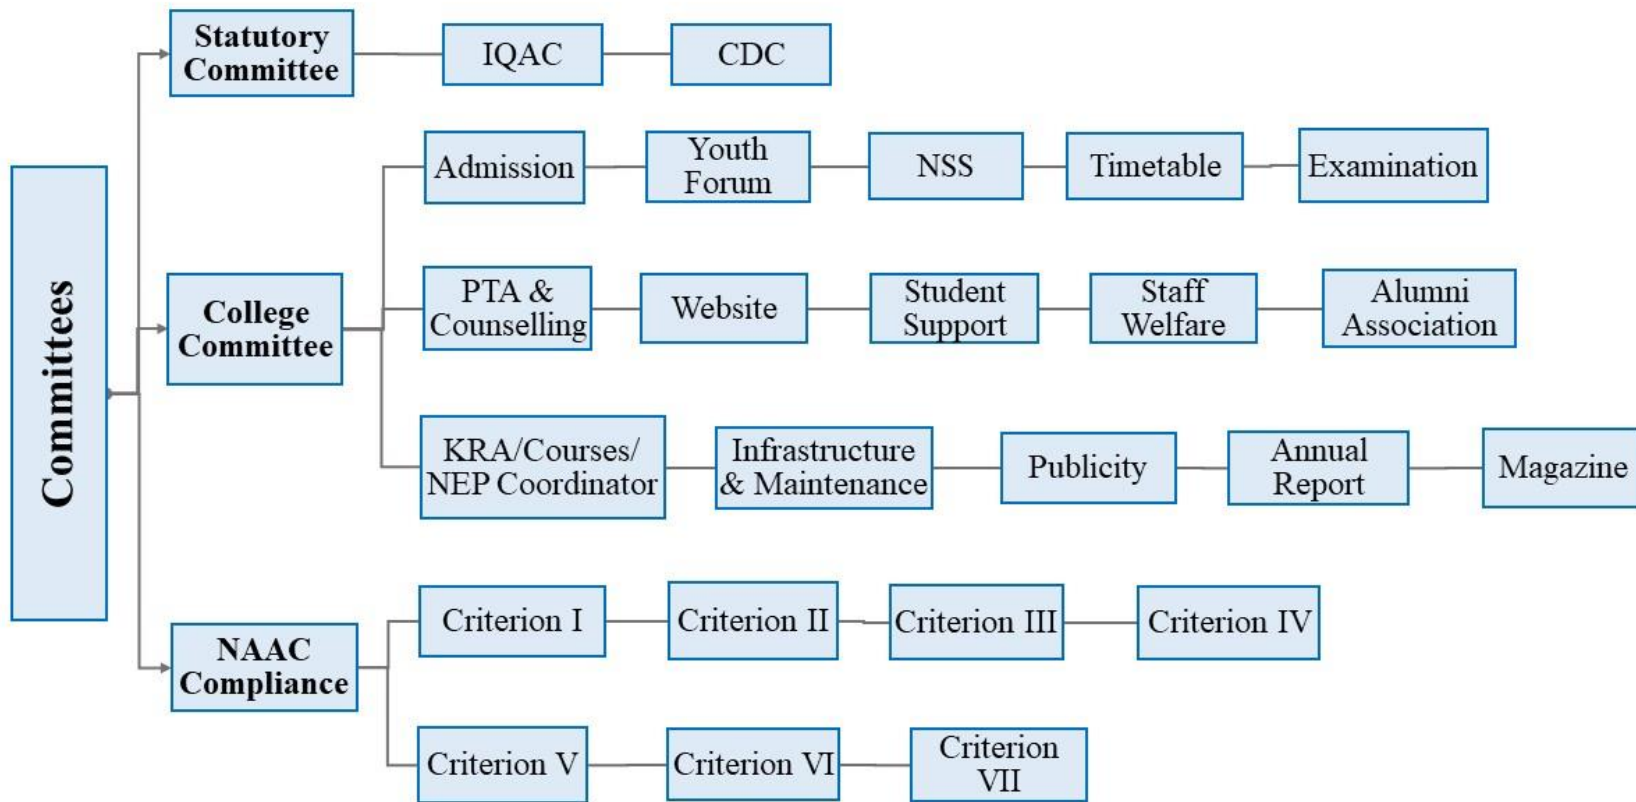 Committees
Statutory
Committee
IQAC
CDC
College
Committee
Admission
Youth
Forum
NSS
Timetable
Examination
PTA &
Counselling
Website
Student
Support
Staff
Welfare
Alumni
Association
KRA/Courses/
NEP Coordinator
Infrastructure
& Maintenance
Publicity
Annual
Report
Magazine
NAAC
Compliance
Criterion I
Criterion II
Criterion III
Criterion IV
Criterion V
Criterion VI
Criterion
VII